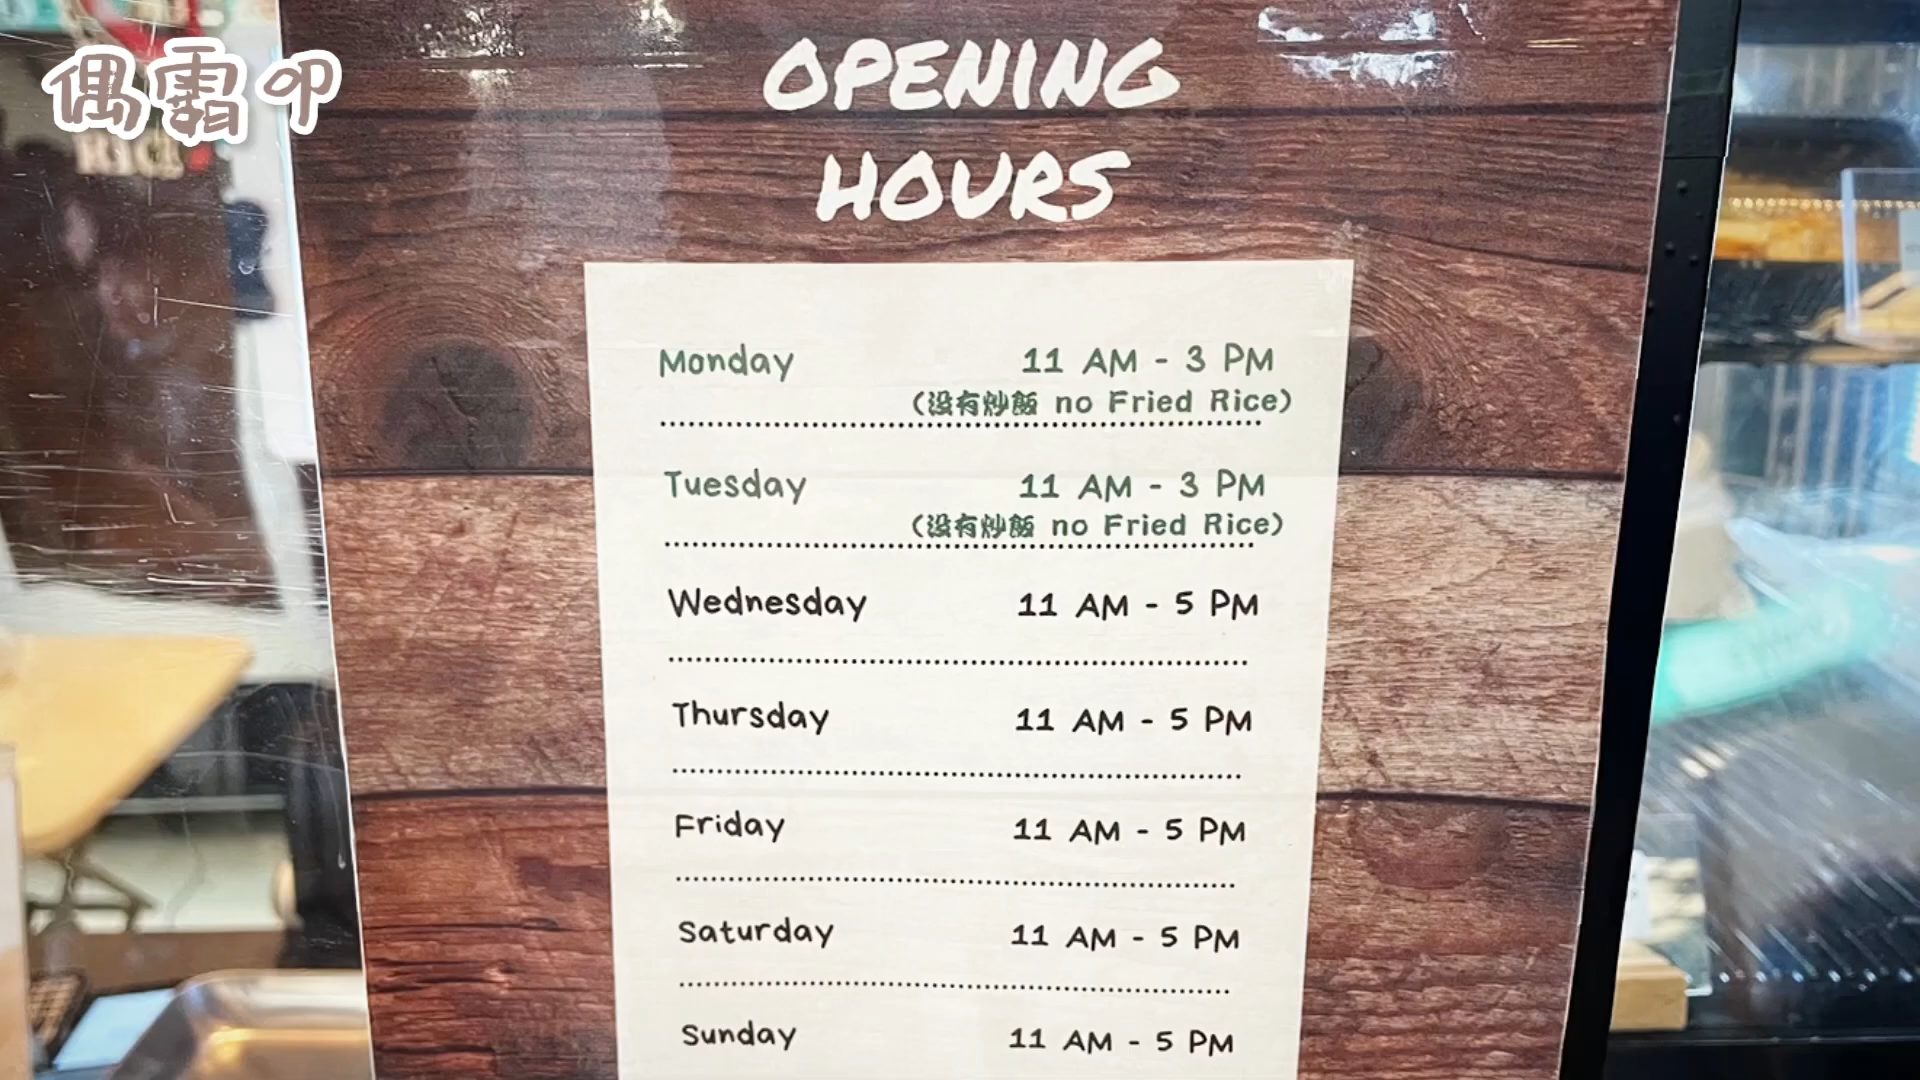 偶霜叩
OPENING
HOURS
Monday 11 AM - 3 PM
(没有炒飯 no Fried Rice)
Tuesday 11 AM - 3 PM
(没有炒飯 no Fried Rice)
Wednesday 11 AM - 5 PM
Thursday 11 AM - 5 PM
Friday 11 AM - 5 PM
Saturday 11 AM - 5 PM
Sunday 11 AM - 5 PM